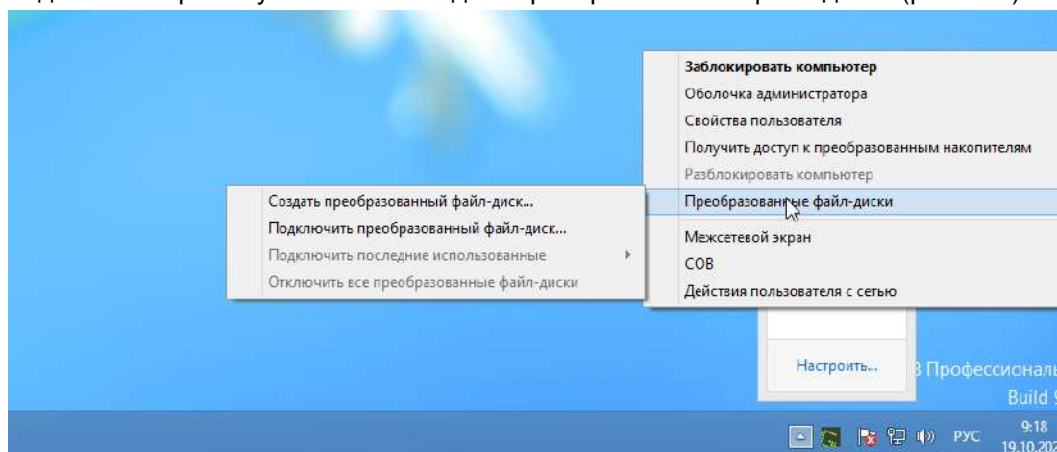 Заблокировать компьютер
Оболочка администратора
Свойства пользователя
Получить доступ к преобразованным накопителям
Разблокировать компьютер
Преобразованные файл-диски
Создать преобразованный файл-диск...
Подключить преобразованный файл-диск...
Подключить последние использованные
Отключить все преобразованные файл-диски
Межсетевой экран
СОВ
Действия пользователя с сетью
Настроить...
Build
РУС
9:18
19.10.202